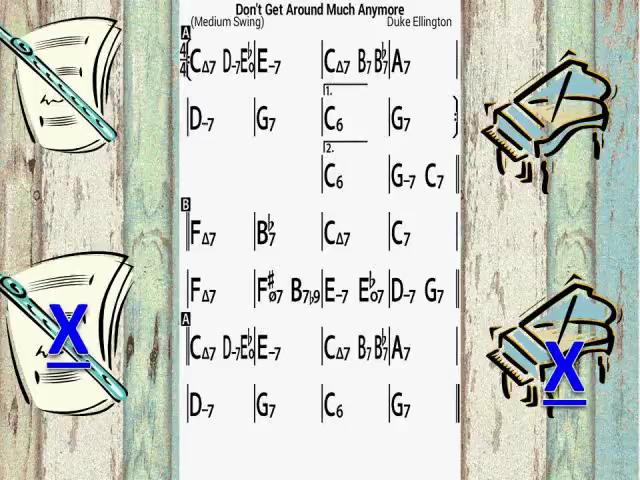 Don't Get Around Much Anymore
(Medium Swing) Duke Ellington
A
4/4 CΔ7 D-7 E♭o |E-7 |CΔ7 B7 B♭7 |A7
|D-7 |G7 |1. C6 |G7
|2. C6 |G-7 C7
B
FΔ7 |B♭7 |CΔ7 |C7
|FΔ7 |F#ø7 B7♭9 |E-7 E♭o7 |D-7 G7
A
CΔ7 D-7 E♭o |E-7 |CΔ7 B7 B♭7 |A7
|D-7 |G7 |C6 |G7
X X